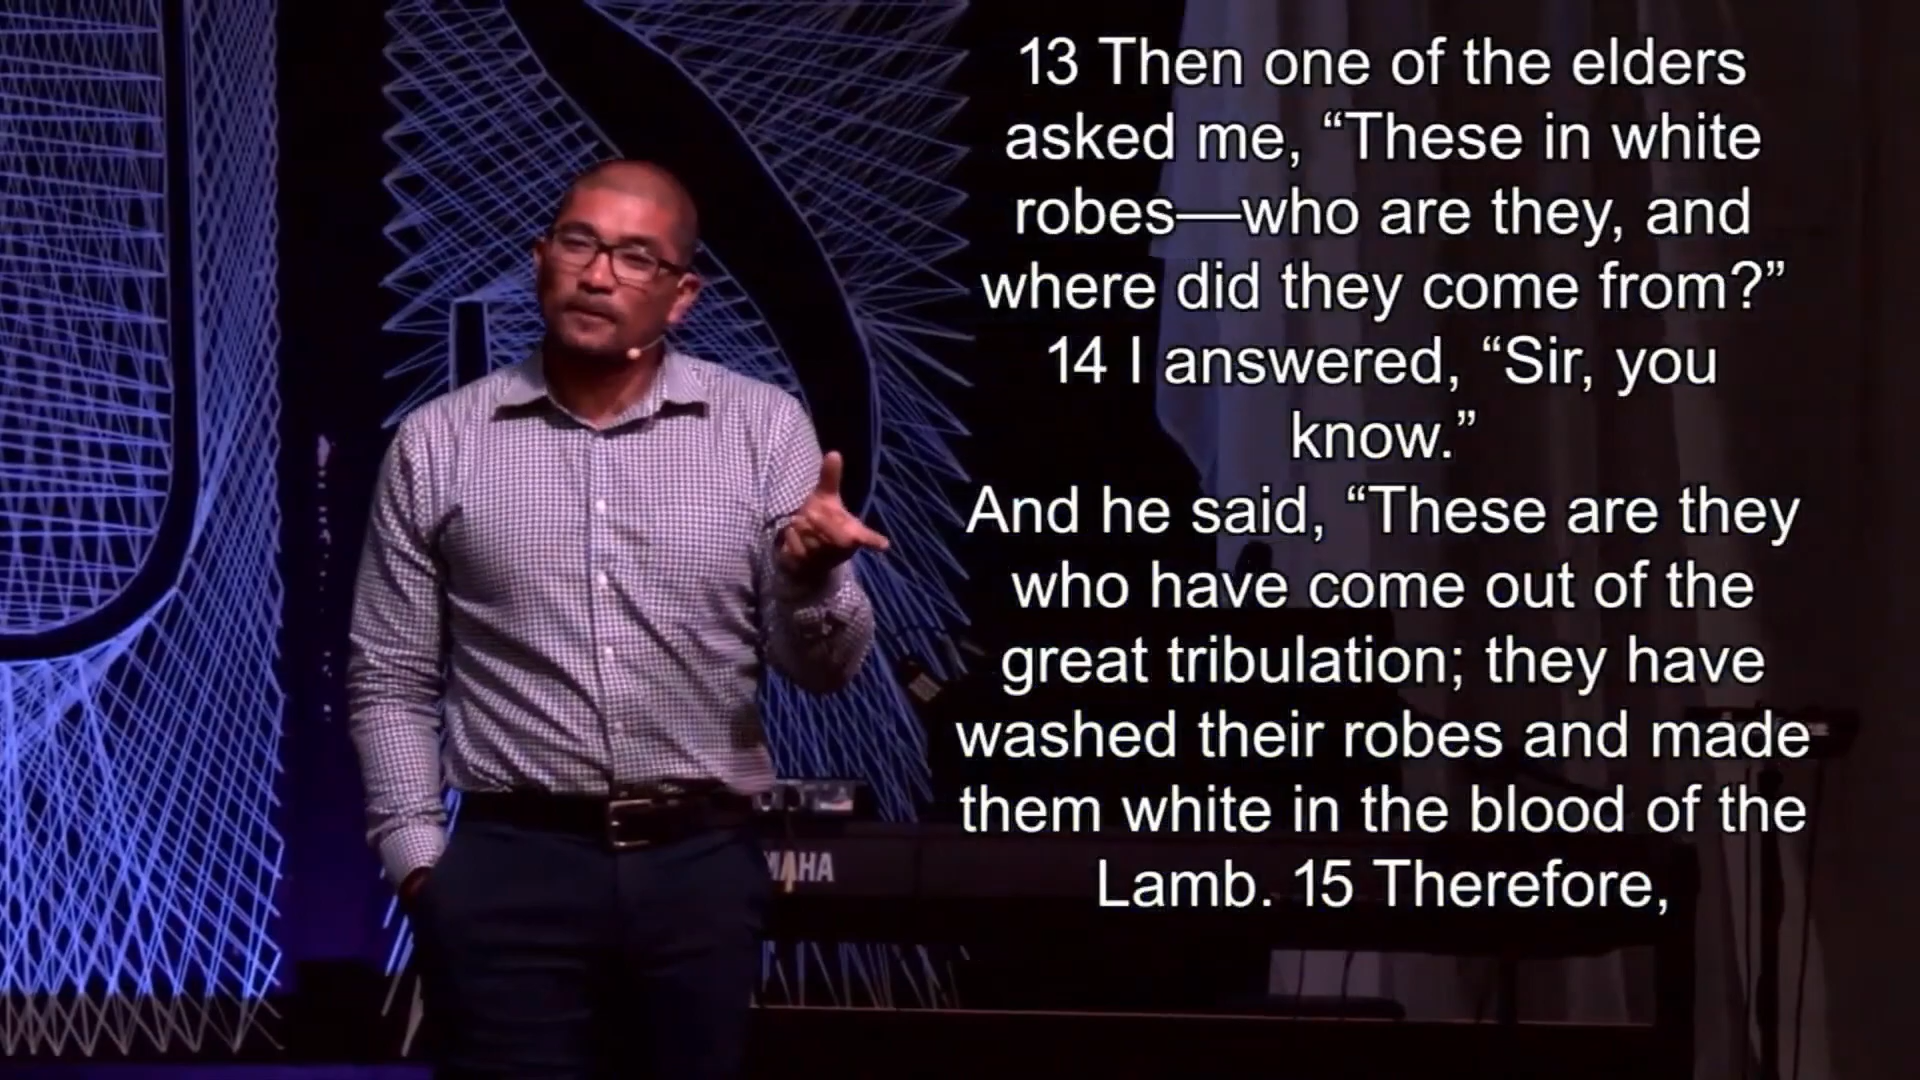 13 Then one of the elders
asked me, “These in white
robes—who are they, and
where did they come from?”
14 I answered, “Sir, you
know.”
And he said, “These are they
who have come out of the
great tribulation; they have
washed their robes and made
them white in the blood of the
Lamb. 15 Therefore,
MAHA